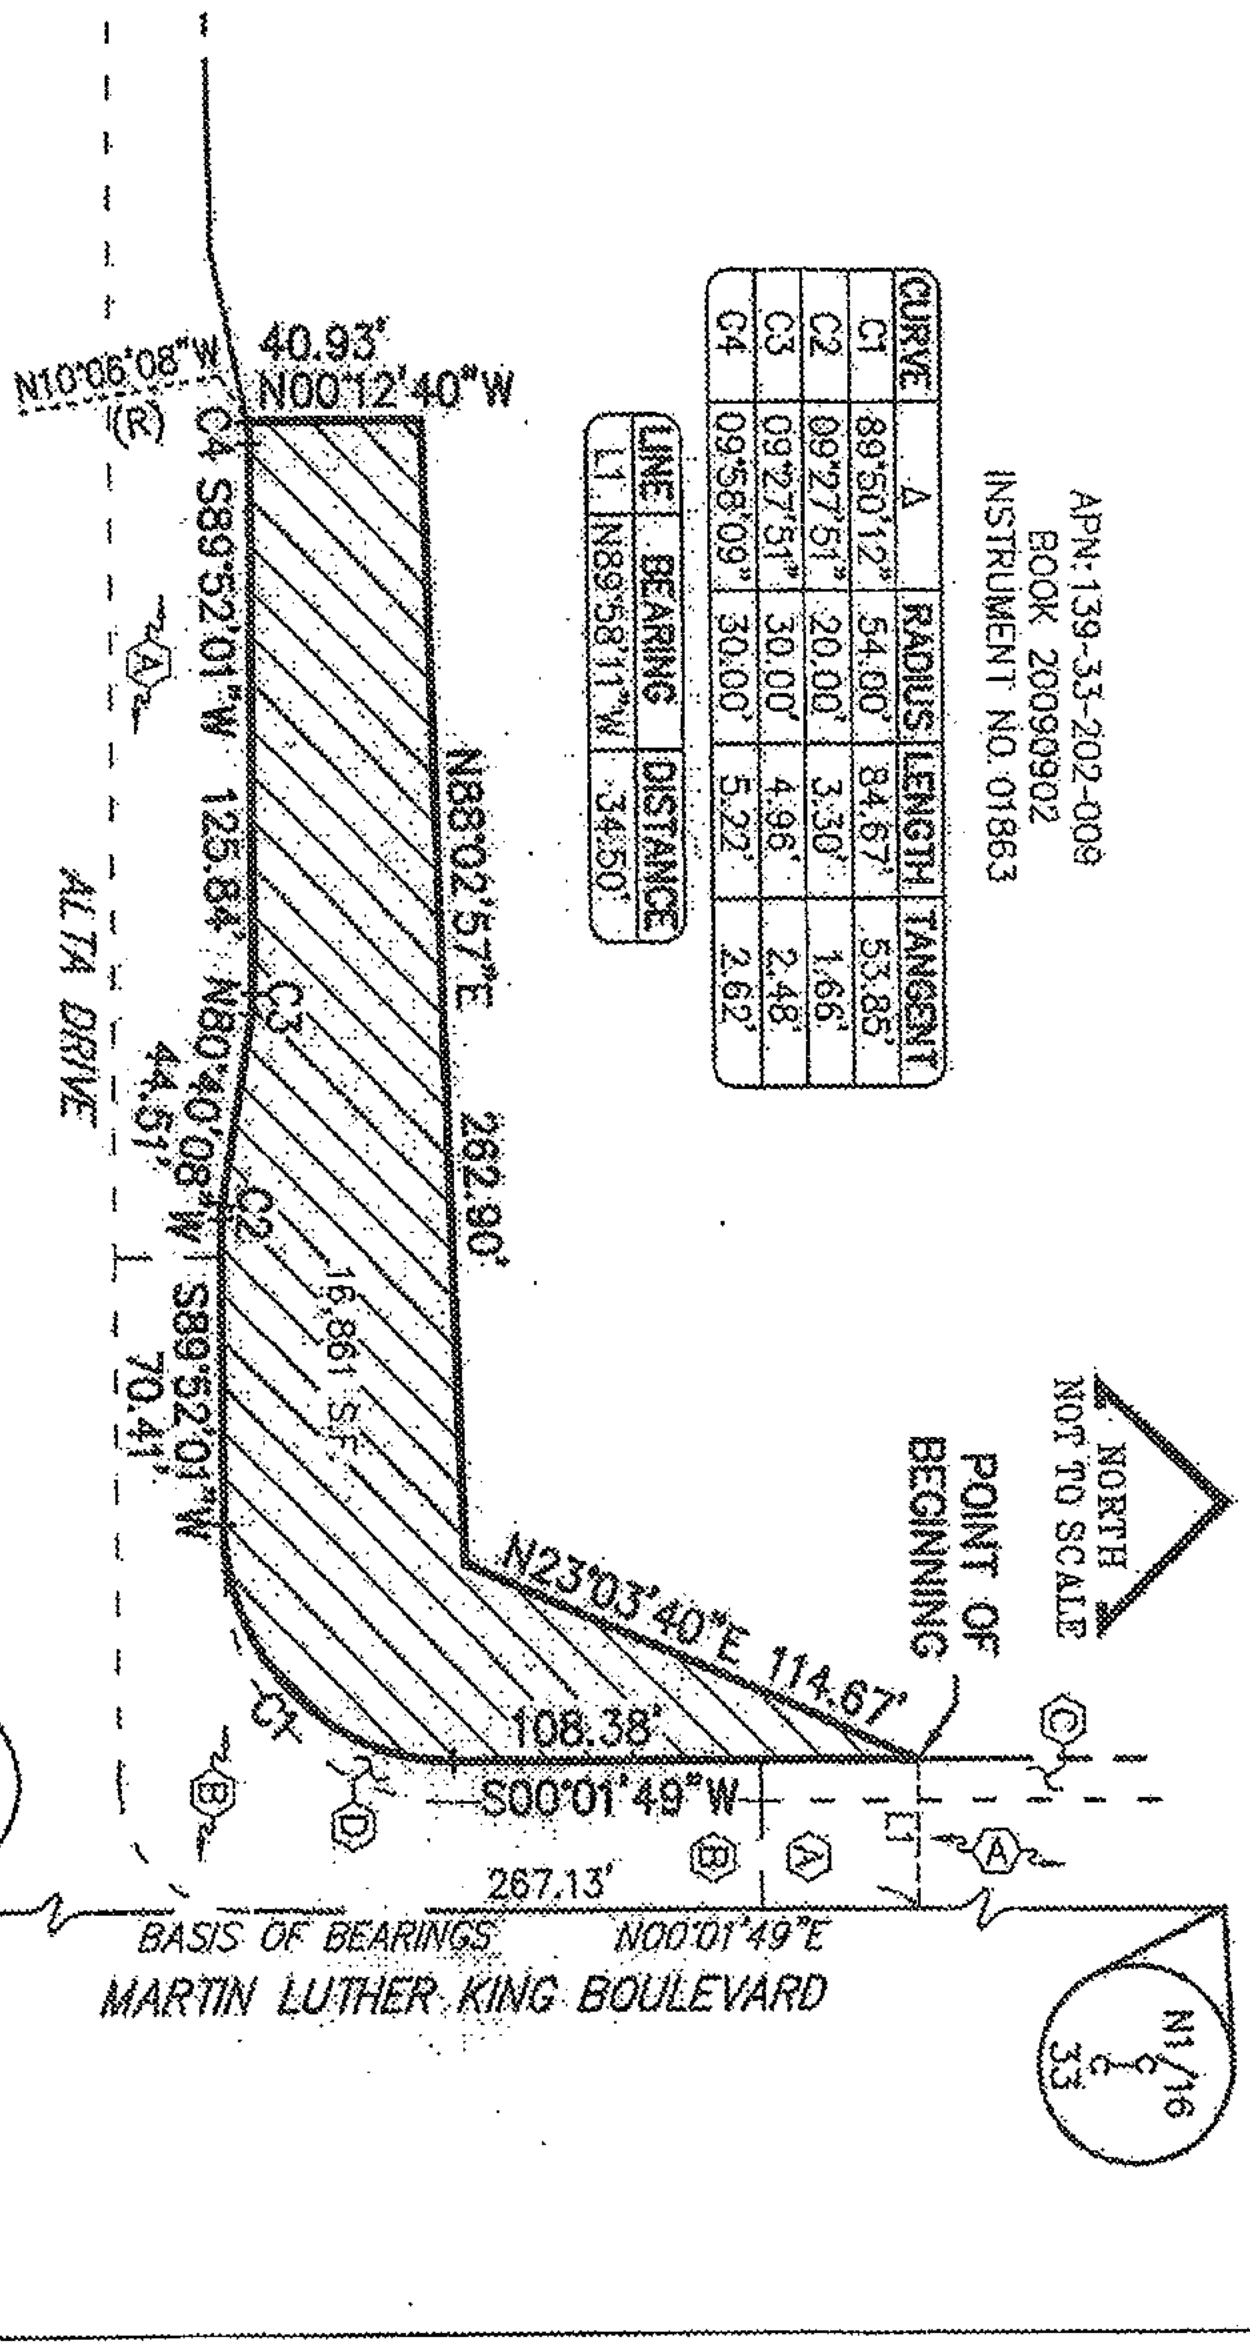 APN:139-33-202-009
BOOK 20090902
INSTRUMENT NO. 01863
CURVE Δ RADIUS LENGTH TANGENT
C1 89°50'12" 54.00' 84.67' 53.85'
C2 09°27'51" 20.00' 3.30' 1.66'
C3 09°27'51" 30.00' 4.96' 2.48'
C4 09°58'09" 30.00' 5.22' 2.62'
LINE BEARING DISTANCE
L1 N89°58'11"W 34.50'
NORTH
NOT TO SCALE
POINT OF
BEGINNING
40.93'
N00°12'40"W
N10°06'08"W
(R)
N88°02'57"E 262.90'
N23°03'40"E 114.67'
C4 S89°52'01"W 125.84'
C3
N80°40'08"W
44.51'
C2
S89°52'01"W
70.41'
16,861 S.F.
C1
108.38'
S00°01'49"W
L1
A
A
A
B
B
C
D
ALTA DRIVE
267.13'
BASIS OF BEARINGS N00°01'49"E
MARTIN LUTHER KING BOULEVARD
N1/16
C C
33